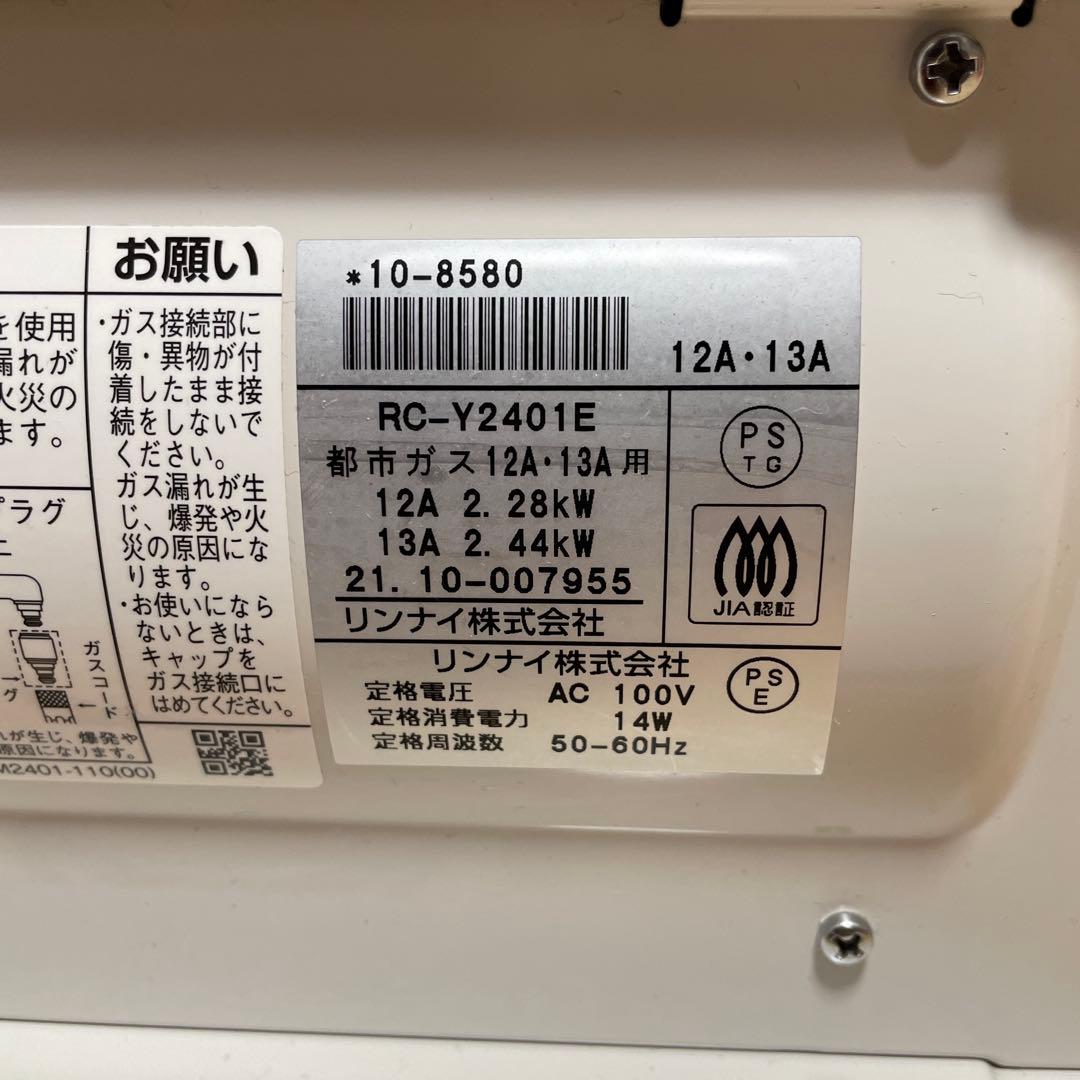 を使用
漏れが
火災の
ます。
プラグ
ガスコード
れが生じ、爆発や
原因になります。
M2401-110(00)
お願い
・ガス接続部に
傷・異物が付
着したまま接
続をしないで
ください。
ガス漏れが生
じ、爆発や火
災の原因にな
ります。
・お使いになら
ないときは、
キャップを
ガス接続口に
はめてください。
*10-8580
12A・13A
RC-Y2401E
都市ガス12A・13A用
12A 2.28kW
13A 2.44kW
21.10-007955
リンナイ株式会社
PS
TG
JIA認証
リンナイ株式会社
定格電圧 AC 100V
定格消費電力 14W
定格周波数 50-60Hz
PS
E